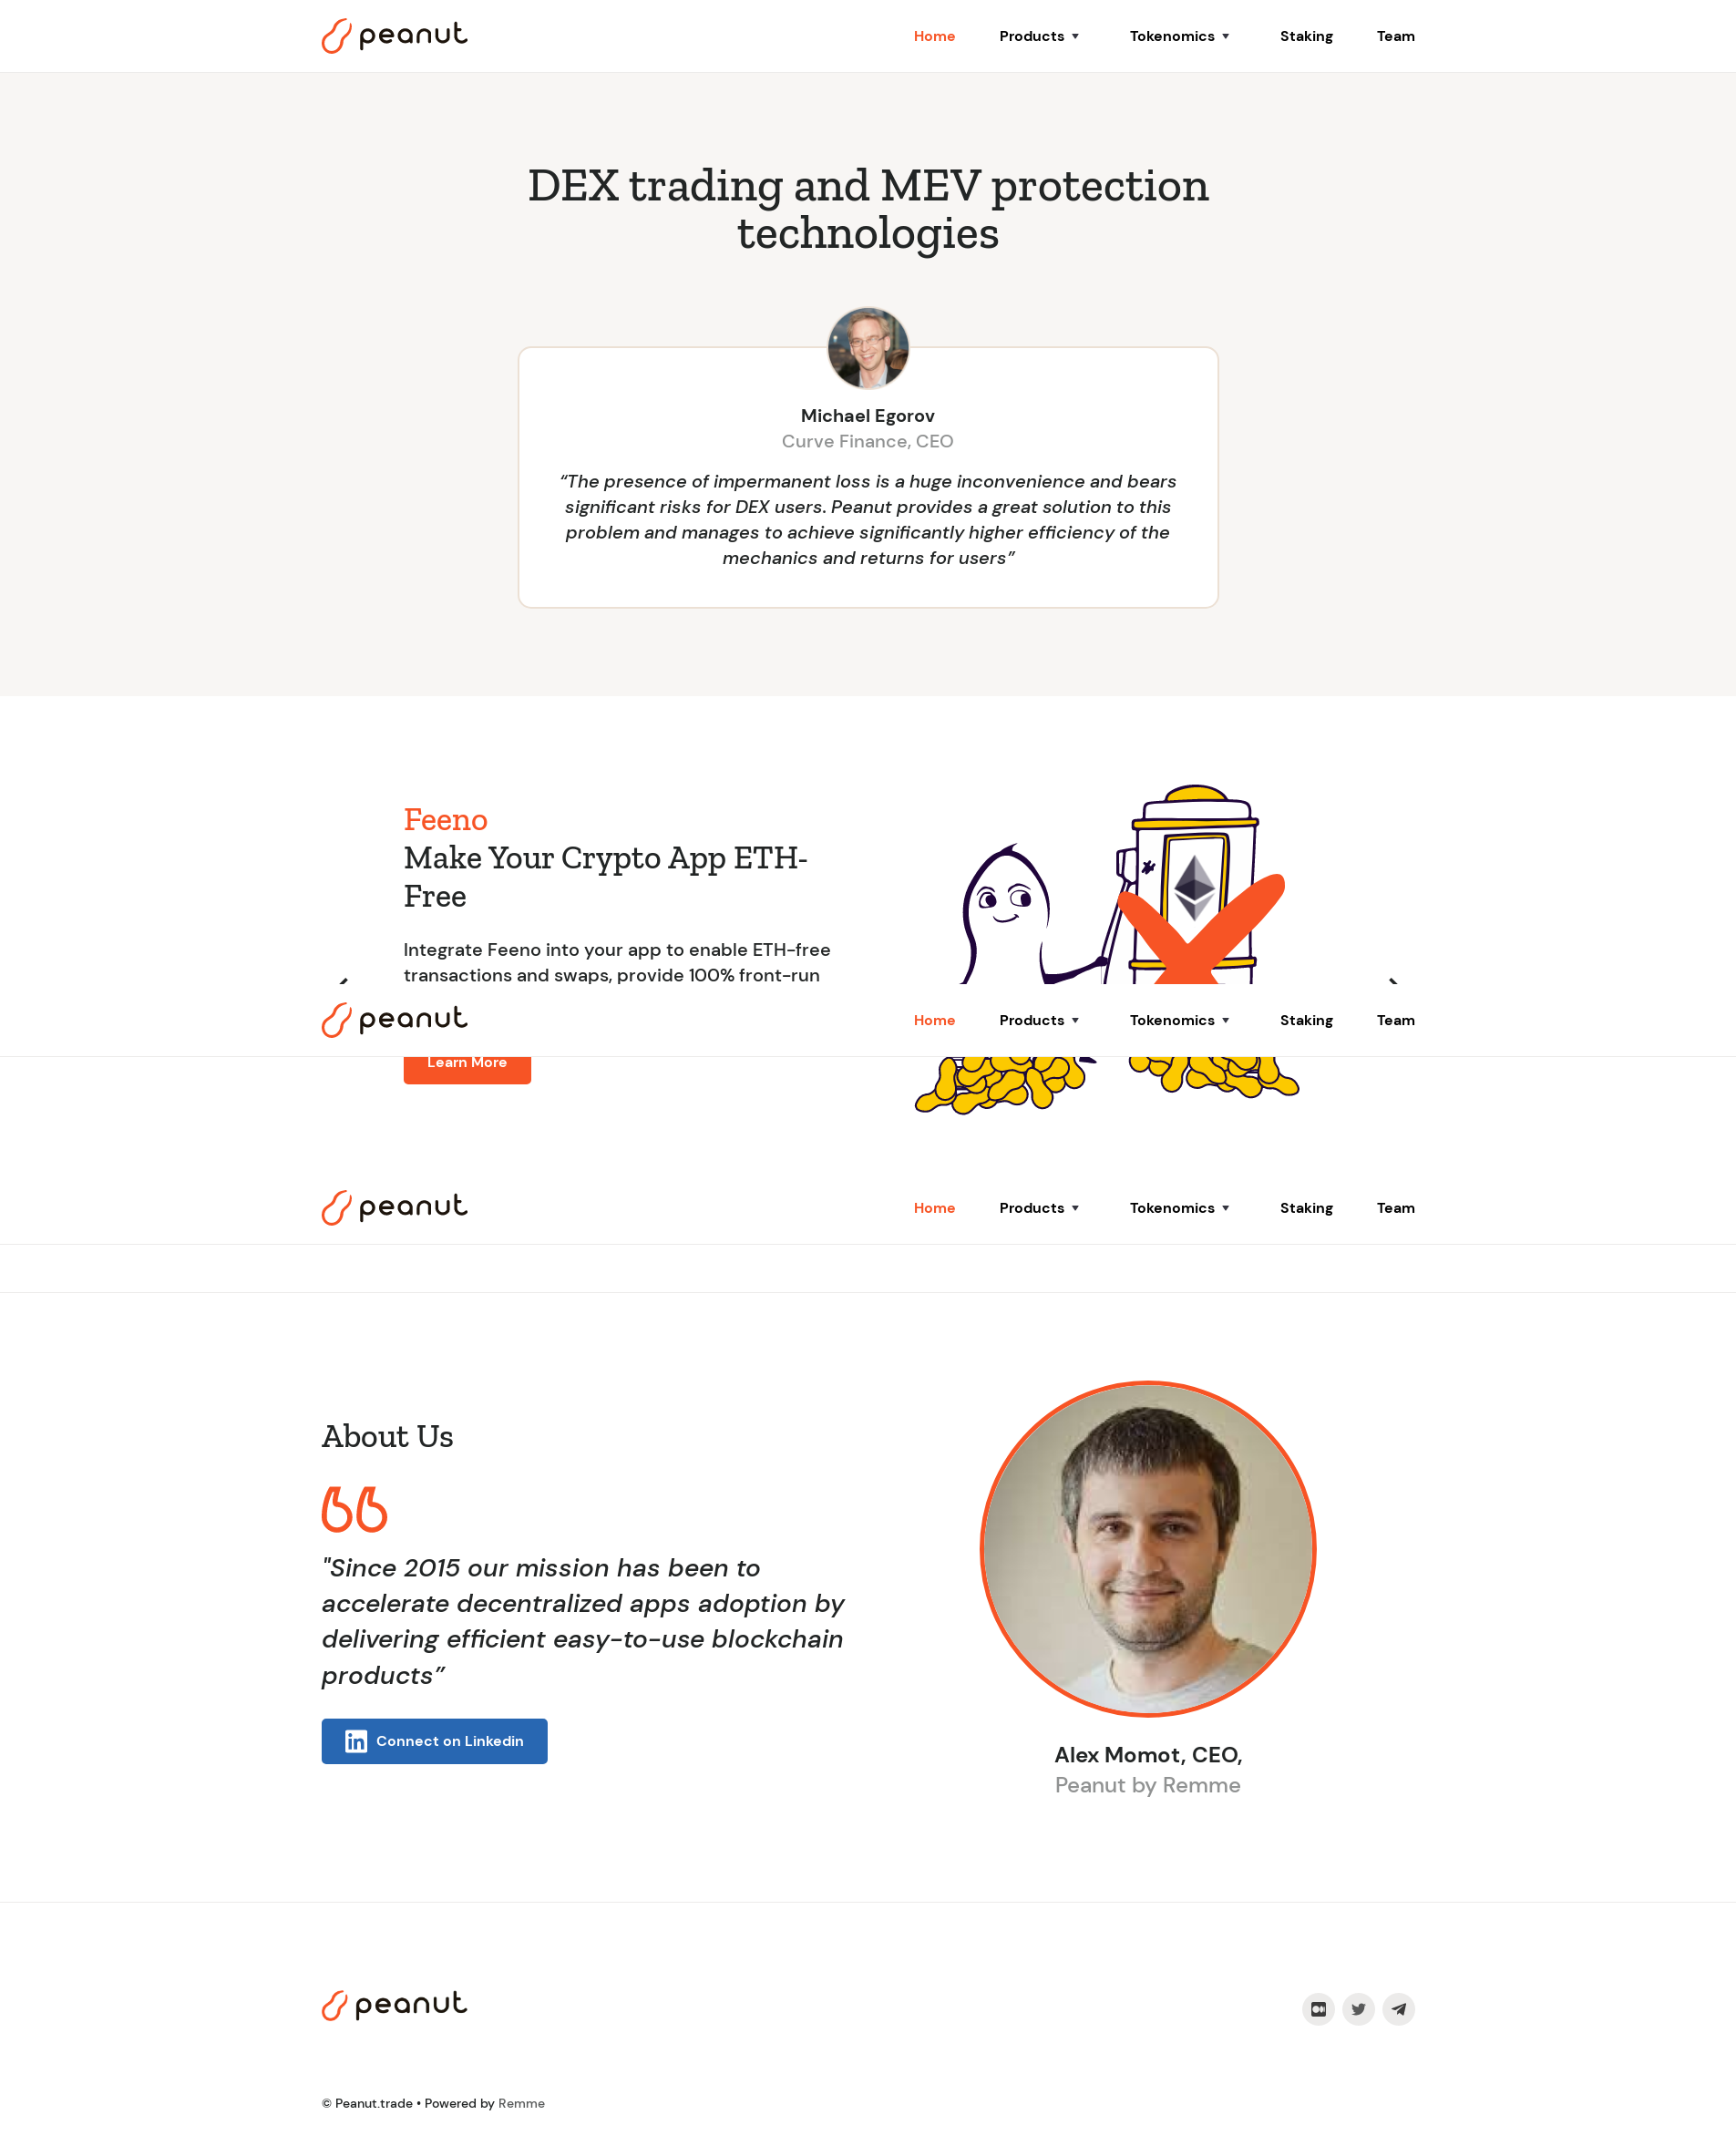 peanut
Home Products Tokenomics Staking Team
DEX trading and MEV protection
technologies
Michael Egorov
Curve Finance, CEO
“The presence of impermanent loss is a huge inconvenience and bears
significant risks for DEX users. Peanut provides a great solution to this
problem and manages to achieve significantly higher efficiency of the
mechanics and returns for users”
Feeno
Make Your Crypto App ETH-
Free
Integrate Feeno into your app to enable ETH-free
transactions and swaps, provide 100% front-run
peanut
Home Products Tokenomics Staking Team
Learn More
peanut
Home Products Tokenomics Staking Team
About Us
"Since 2015 our mission has been to
accelerate decentralized apps adoption by
delivering efficient easy-to-use blockchain
products”
in Connect on Linkedin
Alex Momot, CEO,
Peanut by Remme
peanut
© Peanut.trade • Powered by Remme